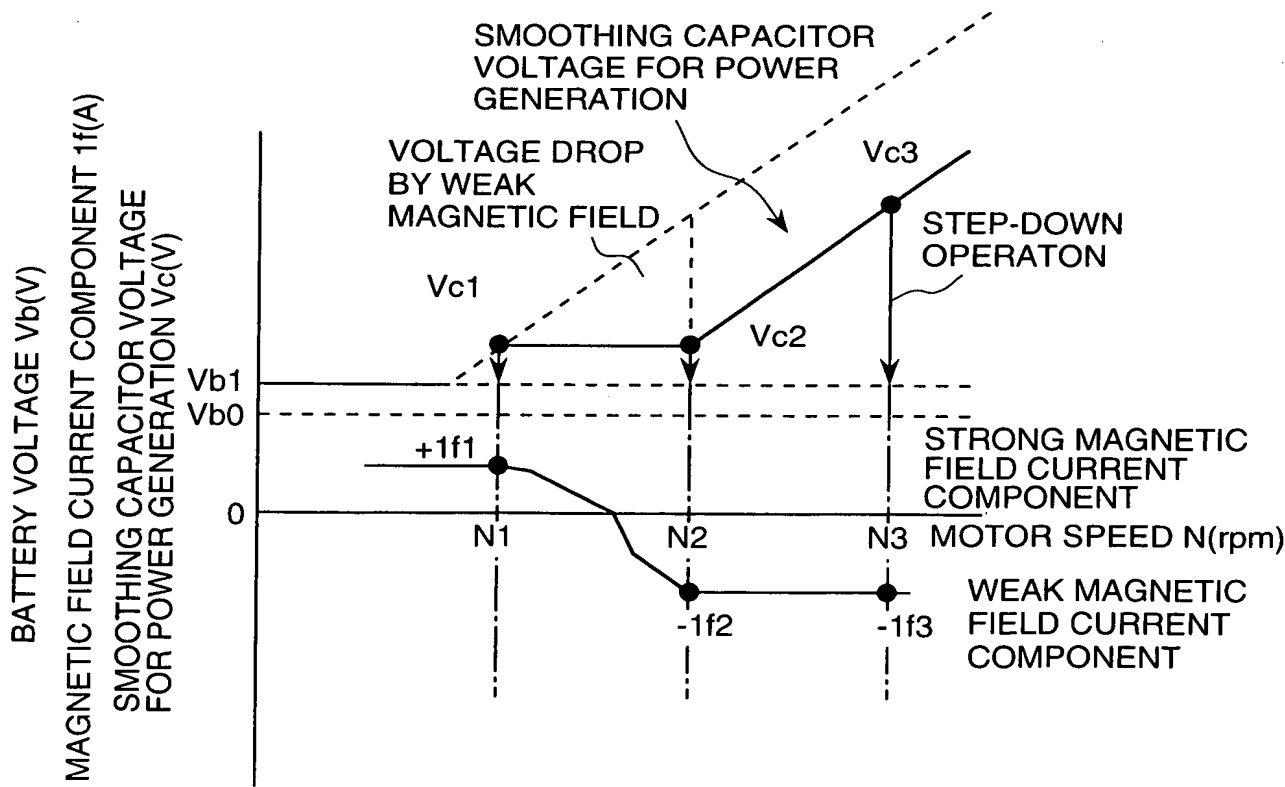 BATTERY VOLTAGE Vb(V)
MAGNETIC FIELD CURRENT COMPONENT 1f(A)
SMOOTHING CAPACITOR VOLTAGE
FOR POWER GENERATION Vc(V)
SMOOTHING CAPACITOR
VOLTAGE FOR POWER
GENERATION
VOLTAGE DROP
BY WEAK
MAGNETIC FIELD
Vc3
STEP-DOWN
OPERATON
Vc1
Vc2
Vb1
Vb0
+1f1
STRONG MAGNETIC
FIELD CURRENT
COMPONENT
0
N1
N2
N3
MOTOR SPEED N(rpm)
-1f2
-1f3
WEAK MAGNETIC
FIELD CURRENT
COMPONENT